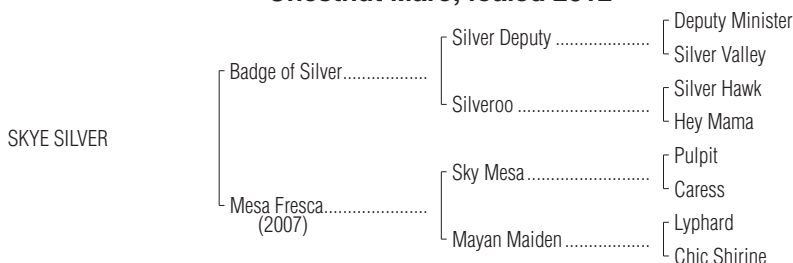 Chestnut Mare; foaled 2012
Deputy Minister
Silver Deputy ....................
Silver Valley
Badge of Silver..................
Silver Hawk
Silveroo ............................
Hey Mama
SKYE SILVER
Pulpit
Sky Mesa..........................
Caress
Mesa Fresca......................
(2007)
Lyphard
Mayan Maiden ..................
Chic Shirine